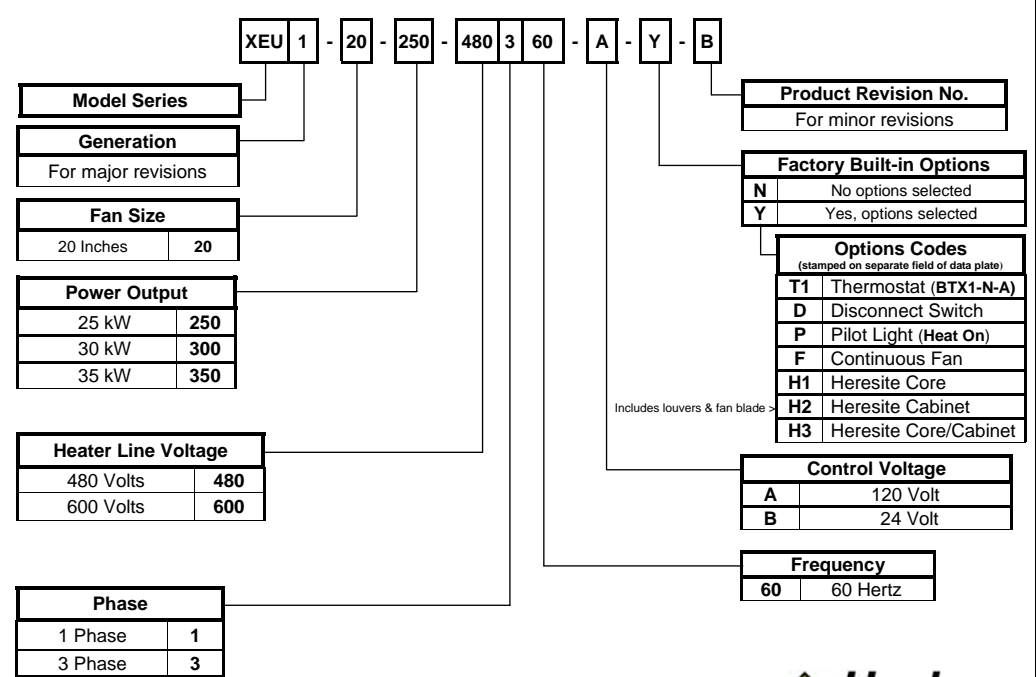 XEU 1 - 20 - 250 - 480 3 60 - A - Y - B
Model Series
Generation
For major revisions
Fan Size
20 Inches 20
Power Output
25 kW 250
30 kW 300
35 kW 350
Heater Line Voltage
480 Volts 480
600 Volts 600
Phase
1 Phase 1
3 Phase 3
Product Revision No.
For minor revisions
Factory Built-in Options
N No options selected
Y Yes, options selected
Options Codes
(stamped on separate field of data plate)
T1 Thermostat (BTX1-N-A)
D Disconnect Switch
P Pilot Light (Heat On)
F Continuous Fan
H1 Heresite Core
Includes louvers & fan blade > H2 Heresite Cabinet
H3 Heresite Core/Cabinet
Control Voltage
A 120 Volt
B 24 Volt
Frequency
60 60 Hertz